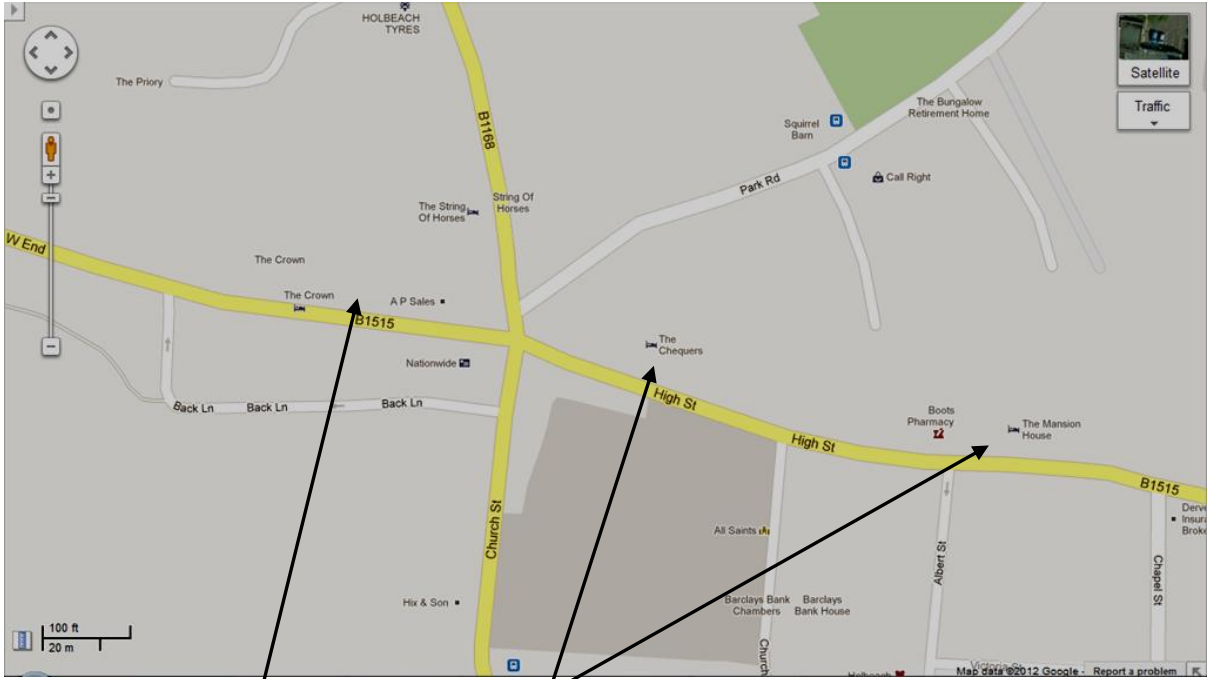 HOLBEACH
TYRES
The Priory
Satellite
Traffic
B1168
The Bungalow
Retirement Home
Squirrel
Barn
Call Right
Park Rd
The String
Of Horses
String Of
Horses
W End
The Crown
The Crown
A P Sales
B1515
The
Chequers
Nationwide
High St
Back Ln
Back Ln
Back Ln
Boots
Pharmacy
The Mansion
House
High St
B1515
Church St
All Saints
Albert St
Chapel St
Hix & Son
Barclays Bank
Chambers
Barclays
Bank House
Church
100 ft
20 m
Map data ©2012 Google -
Report a problem